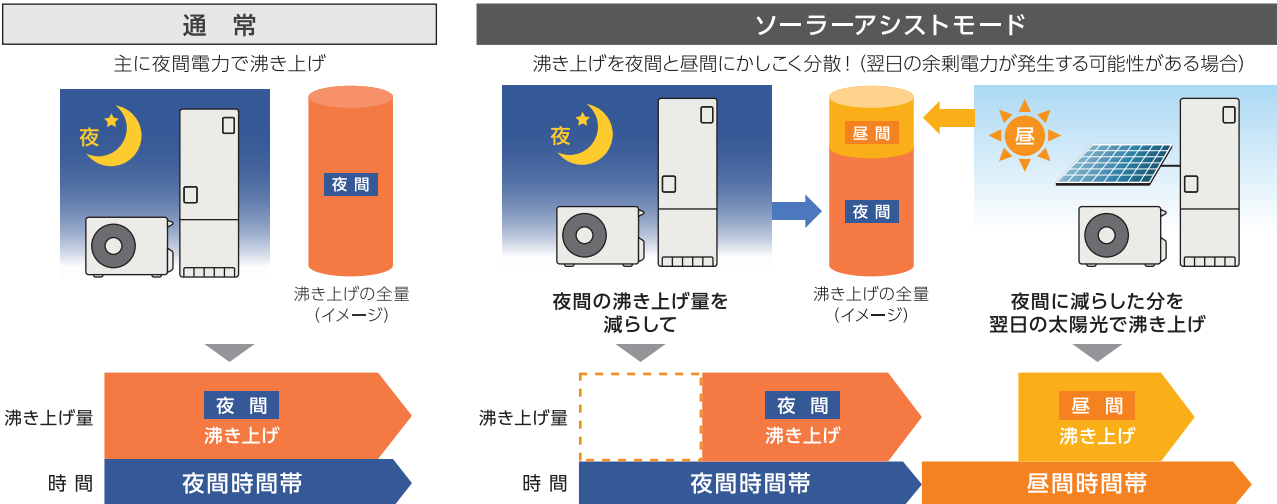 通 常
主に夜間電力で沸き上げ
夜
夜 間
沸き上げの全量
（イメージ）
沸き上げ量
夜 間
沸き上げ
時 間
夜間時間帯
ソーラーアシストモード
沸き上げを夜間と昼間にかしこく分散！（翌日の余剰電力が発生する可能性がある場合）
夜
昼 間
夜 間
昼
夜間の沸き上げ量を
減らして
沸き上げの全量
（イメージ）
夜間に減らした分を
翌日の太陽光で沸き上げ
沸き上げ量
夜 間
沸き上げ
昼 間
沸き上げ
時 間
夜間時間帯
昼間時間帯